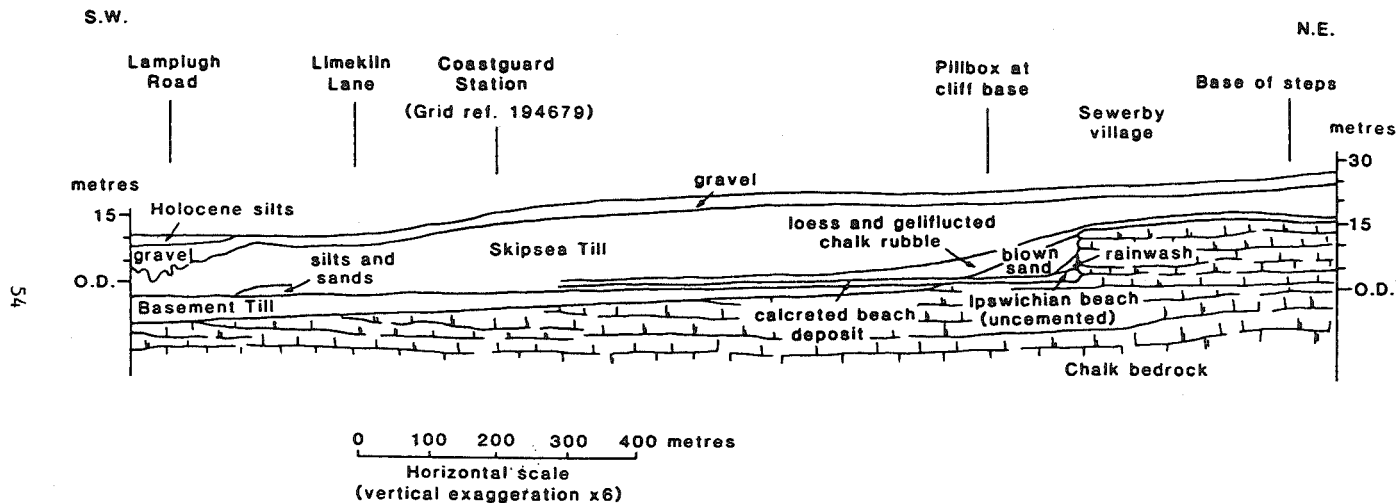 S.W.
N.E.
Lamplugh
Road
Limekiln
Lane
Coastguard
Station
(Grid ref. 194679)
Pillbox at
cliff base
Sewerby
village
Base of steps
metres
30
metres
15
O.D.
15
O.D.
Holocene silts
gravel
silts and
sands
Basement Till
Skipsea Till
gravel
loess and geliflucted
chalk rubble
blown
sand
rainwash
calcreted beach
deposit
Ipswichian beach
(uncemented)
Chalk bedrock
54
0 100 200 300 400 metres
Horizontal scale
(vertical exaggeration x6)